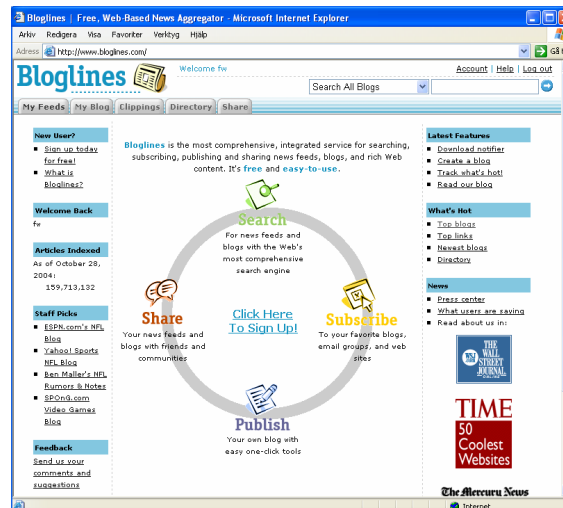 Bloglines | Free, Web-Based News Aggregator - Microsoft Internet Explorer
Arkiv Redigera Visa Favoriter Verktyg Hjälp
Adress http://www.bloglines.com/
Bloglines
Welcome fw
Account | Help | Log out
Search All Blogs
My Feeds My Blog Clippings Directory Share
New User?
Sign up today
for free!
What is
Bloglines?
Welcome Back
fw
Articles Indexed
As of October 28,
2004:
159,713,132
Staff Picks
ESPN.com's NFL
Blog
Yahoo! Sports
NFL Blog
Ben Maller's NFL
Rumors & Notes
SPOnG.com
Video Games
Blog
Feedback
Send us your
comments and
suggestions
Bloglines is the most comprehensive, integrated service for searching,
subscribing, publishing and sharing news feeds, blogs, and rich Web
content. It's free and easy-to-use.
Search
For news feeds and
blogs with the Web's
most comprehensive
search engine
Share
Your news feeds and
blogs with friends and
communities
Click Here
To Sign Up!
Subscribe
To your favorite blogs,
email groups, and web
sites
Publish
Your own blog with
easy one-click tools
Latest Features
Download notifier
Create a blog
Track what's hot!
Read our blog
What's Hot
Top blogs
Top links
Newest blogs
Directory
News
Press center
What users are saying
Read about us in:
THE
WALL
STREET
JOURNAL
TIME
50
Coolest
Websites
The Mercury News
Internet